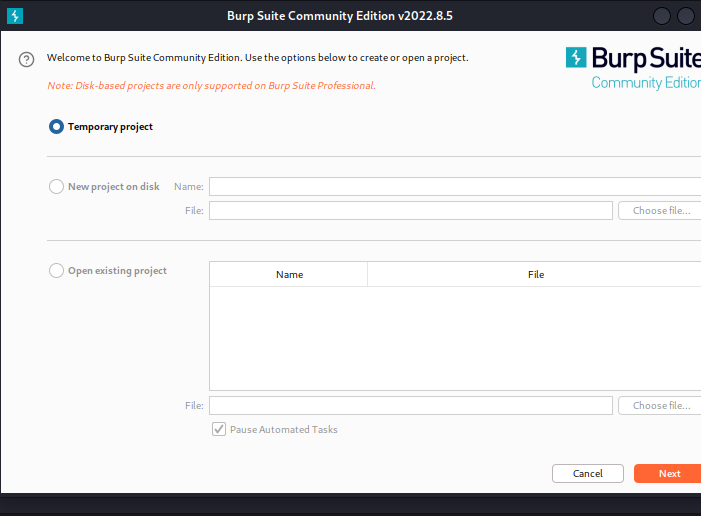 Burp Suite Community Edition v2022.8.5
Welcome to Burp Suite Community Edition. Use the options below to create or open a project.
Note: Disk-based projects are only supported on Burp Suite Professional.
Burp Suite
Community Edition
Temporary project
New project on disk
Name:
File:
Choose file...
Open existing project
Name
File
File:
Choose file...
Pause Automated Tasks
Cancel
Next